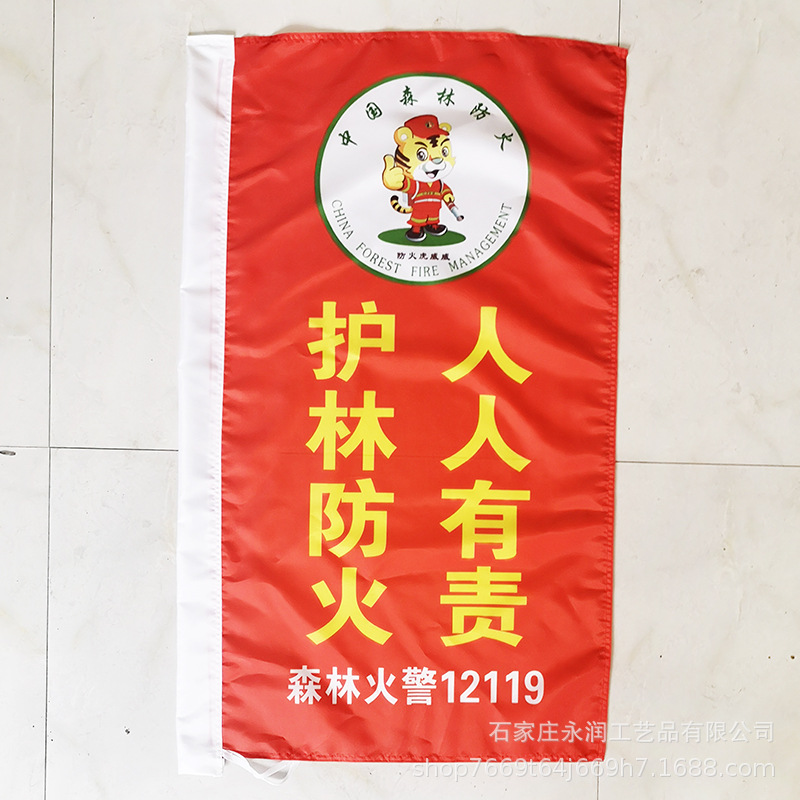 中国森林防火
防火虎威威
CHINA FOREST FIRE MANAGEMENT
护林防火
人人有责
森林火警12119
石家庄永润工艺品有限公司
shop7669t64j669h7.1688.com